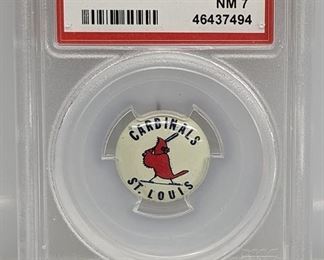 NM 7
46437494
CARDINALS
ST. LOUIS